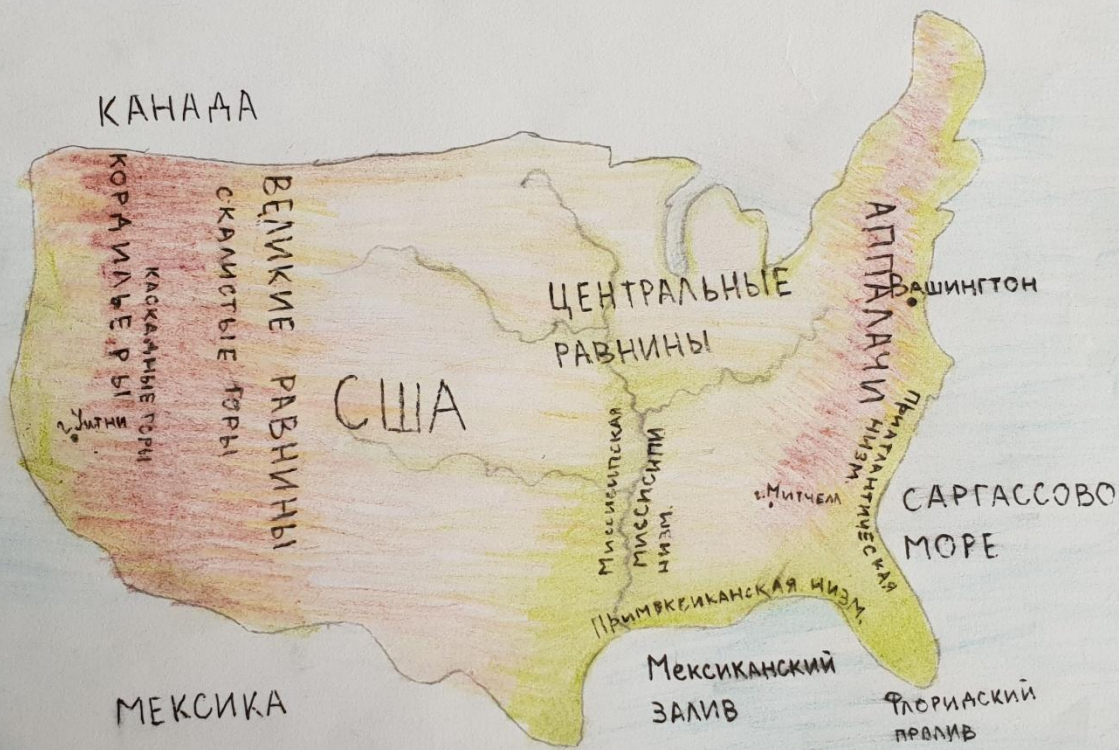 КАНАДА
КОРДИЛЬЕРЫ
КАСКАДНЫЕ ГОРЫ
СКАЛИСТЫЕ ГОРЫ
ВЕЛИКИЕ РАВНИНЫ
г. Уитни
США
ЦЕНТРАЛЬНЫЕ
РАВНИНЫ
Миссисипская
низм.
Миссисипи
АППАЛАЧИ
Вашингтон
г. Митчелл
Приатлантическая
низм
Примексиканская низм.
САРГАССОВО
МОРЕ
Мексиканский
залив
Флоридский
пролив
МЕКСИКА